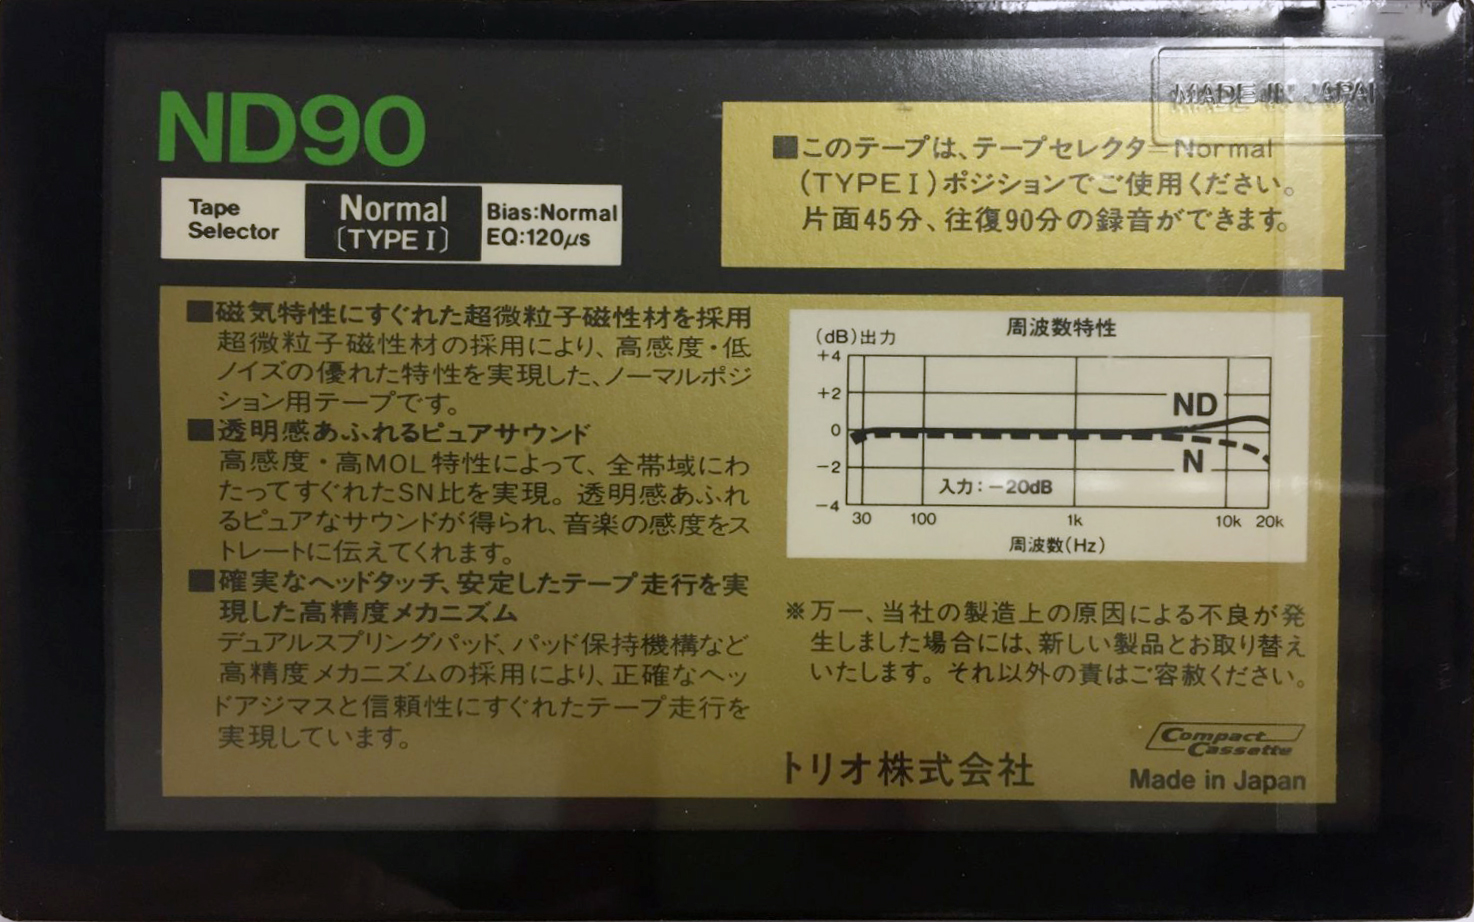 ND90
Tape
Selector
Normal
〔TYPE I〕
Bias:Normal
EQ:120μs
MADE IN JAPAN
■このテープは、テープセレクター Normal
(TYPE I)ポジションでご使用ください。
片面45分、往復90分の録音ができます。
■磁気特性にすぐれた超微粒子磁性材を採用
超微粒子磁性材の採用により、高感度・低
ノイズの優れた特性を実現した、ノーマルポジ
ション用テープです。
■透明感あふれるピュアサウンド
高感度・高MOL特性によって、全帯域にわ
たってすぐれたSN比を実現。透明感あふれ
るピュアなサウンドが得られ、音楽の感度をス
トレートに伝えてくれます。
■確実なヘッドタッチ、安定したテープ走行を実
現した高精度メカニズム
デュアルスプリングパッド、パッド保持機構など
高精度メカニズムの採用により、正確なヘッ
ドアジマスと信頼性にすぐれたテープ走行を
実現しています。
周波数特性
(dB)出力
+4
+2
0
−2
−4
ND
N
入力：−20dB
30 100 1k 10k 20k
周波数(Hz)
※万一、当社の製造上の原因による不良が発
生しました場合には、新しい製品とお取り替え
いたします。それ以外の責はご容赦ください。
Compact
Cassette
トリオ株式会社
Made in Japan